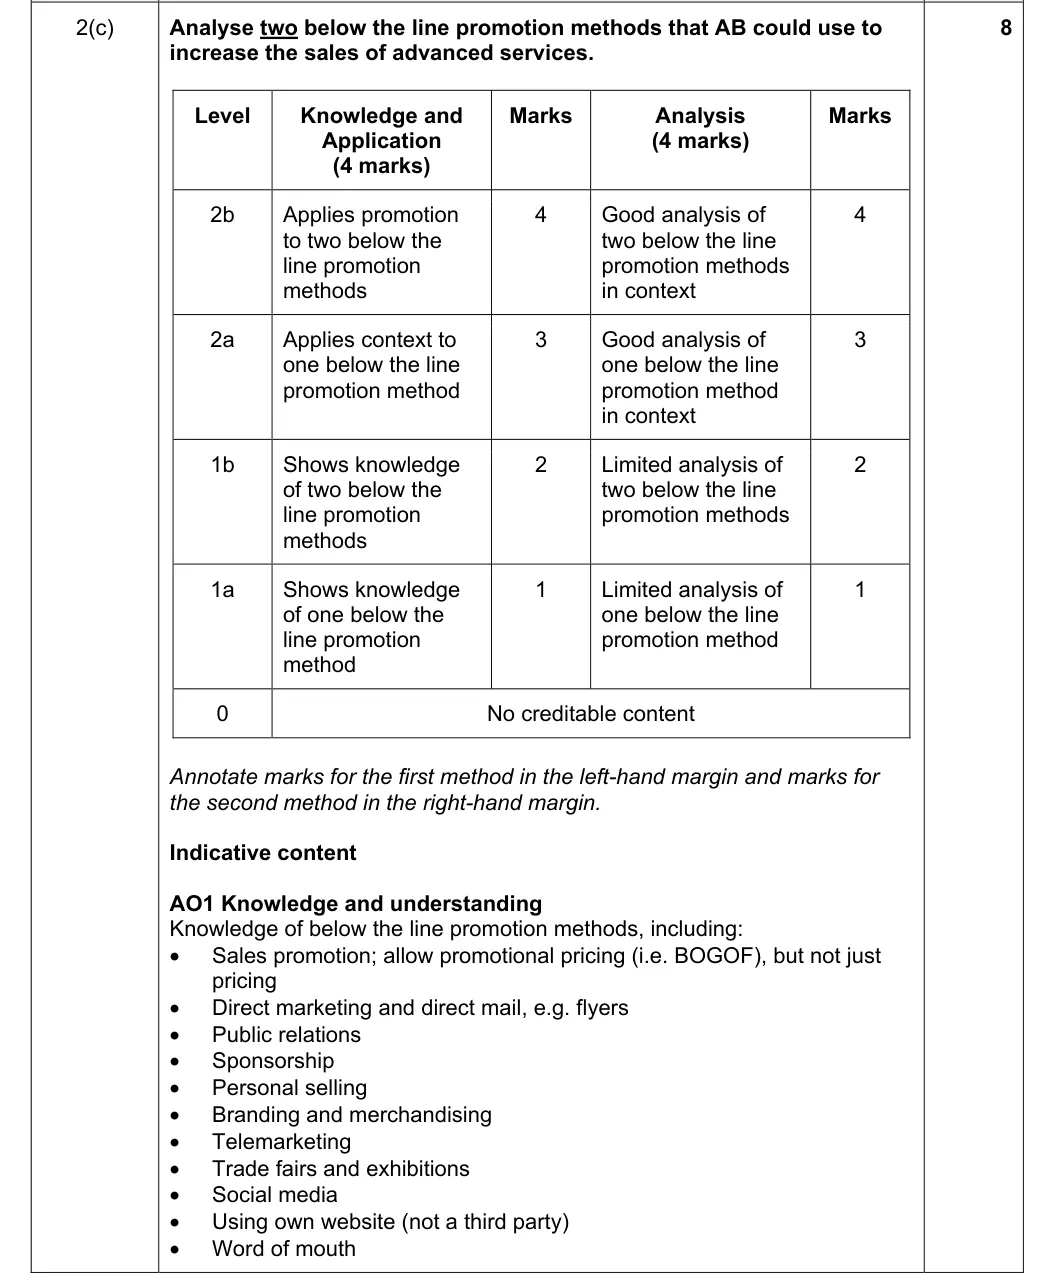 2(c)
Analyse two below the line promotion methods that AB could use to
increase the sales of advanced services.
8
Level
Knowledge and
Application
(4 marks)
Marks
Analysis
(4 marks)
Marks
2b
Applies promotion
to two below the
line promotion
methods
4
Good analysis of
two below the line
promotion methods
in context
4
2a
Applies context to
one below the line
promotion method
3
Good analysis of
one below the line
promotion method
in context
3
1b
Shows knowledge
of two below the
line promotion
methods
2
Limited analysis of
two below the line
promotion methods
2
1a
Shows knowledge
of one below the
line promotion
method
1
Limited analysis of
one below the line
promotion method
1
0
No creditable content
Annotate marks for the first method in the left-hand margin and marks for
the second method in the right-hand margin.
Indicative content
AO1 Knowledge and understanding
Knowledge of below the line promotion methods, including:
• Sales promotion; allow promotional pricing (i.e. BOGOF), but not just
pricing
• Direct marketing and direct mail, e.g. flyers
• Public relations
• Sponsorship
• Personal selling
• Branding and merchandising
• Telemarketing
• Trade fairs and exhibitions
• Social media
• Using own website (not a third party)
• Word of mouth